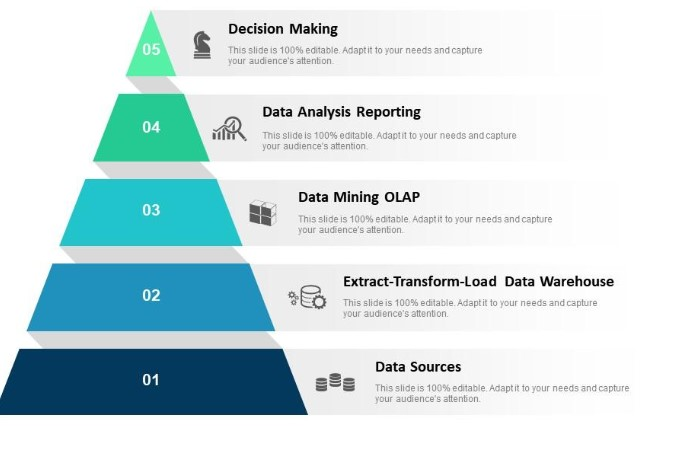 05
Decision Making
This slide is 100% editable. Adapt it to your needs and capture
your audience's attention.
04
Data Analysis Reporting
This slide is 100% editable. Adapt it to your needs and capture
your audience's attention.
03
Data Mining OLAP
This slide is 100% editable. Adapt it to your needs and capture
your audience's attention.
02
Extract-Transform-Load Data Warehouse
This slide is 100% editable. Adapt it to your needs and capture
your audience's attention.
01
Data Sources
This slide is 100% editable. Adapt it to your needs and capture
your audience's attention.